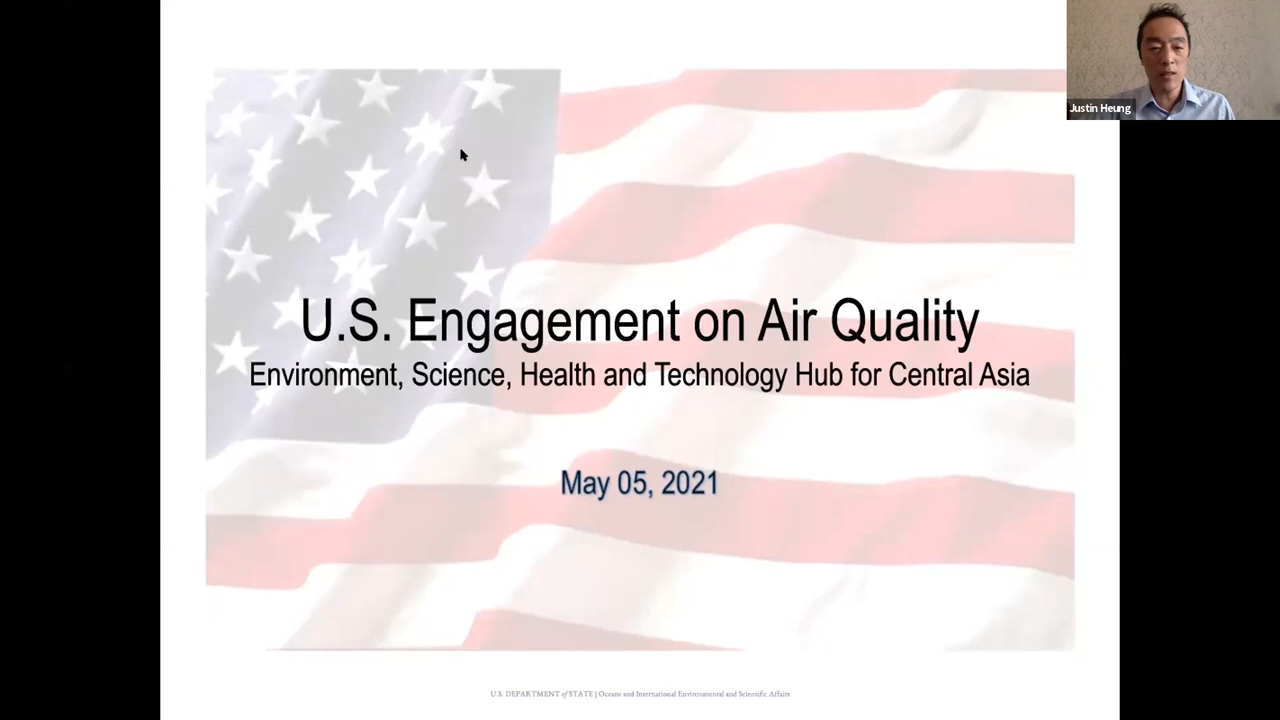 Justin Heung
U.S. Engagement on Air Quality
Environment, Science, Health and Technology Hub for Central Asia
May 05, 2021
U.S. DEPARTMENT of STATE | Oceans and International Environmental and Scientific Affairs